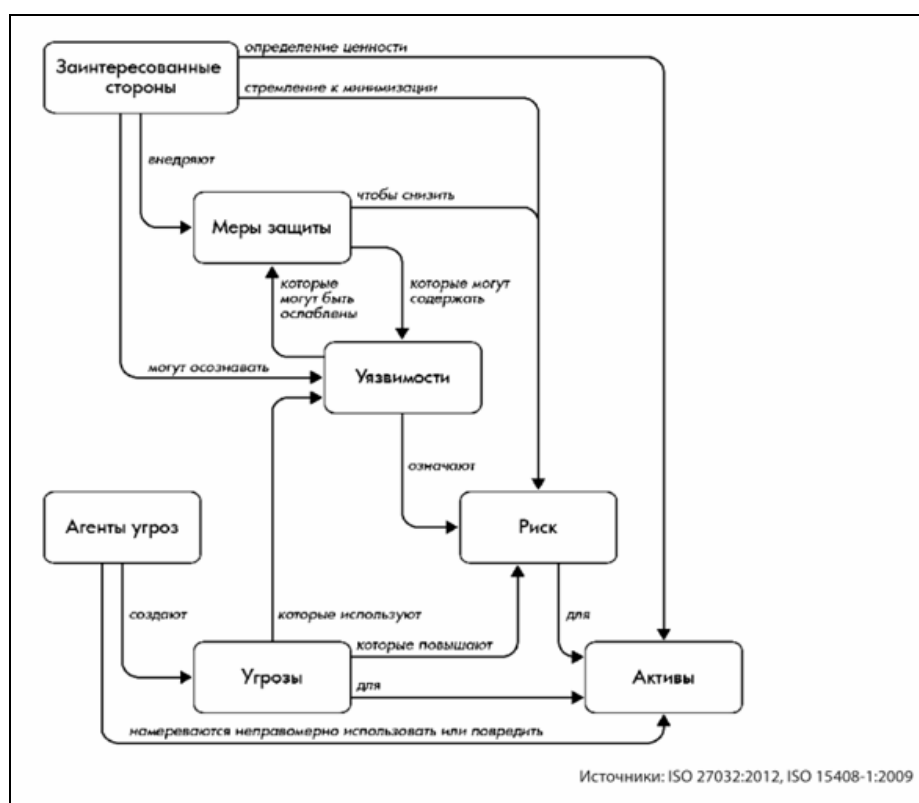 определение ценности
Заинтересованные
стороны
стремление к минимизации
внедряют
чтобы снизить
Меры защиты
которые
могут быть
ослаблены
которые могут
содержать
могут осознавать
Уязвимости
означают
Агенты угроз
Риск
создают
которые используют
для
которые повышают
Угрозы
для
Активы
намереваются неправомерно использовать или повредить
Источники: ISO 27032:2012, ISO 15408-1:2009